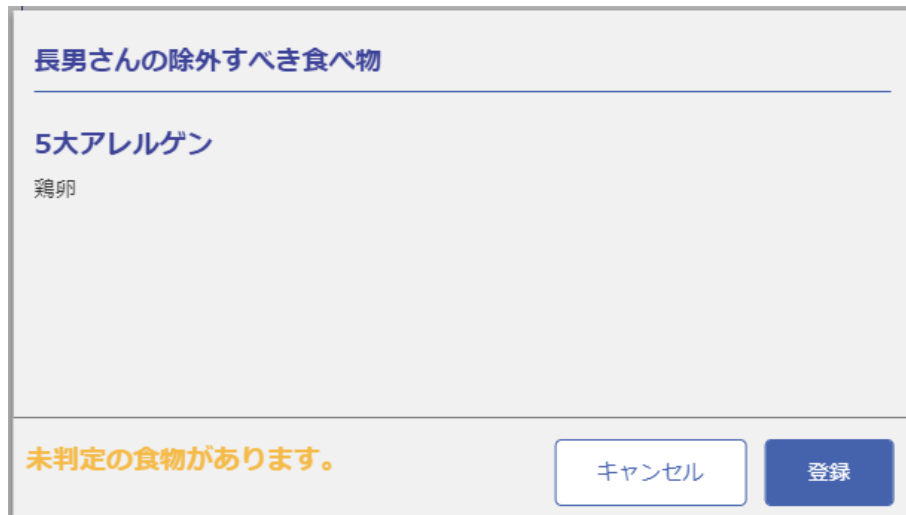 長男さんの除外すべき食べ物
5大アレルゲン
鶏卵
未判定の食物があります。
キャンセル
登録